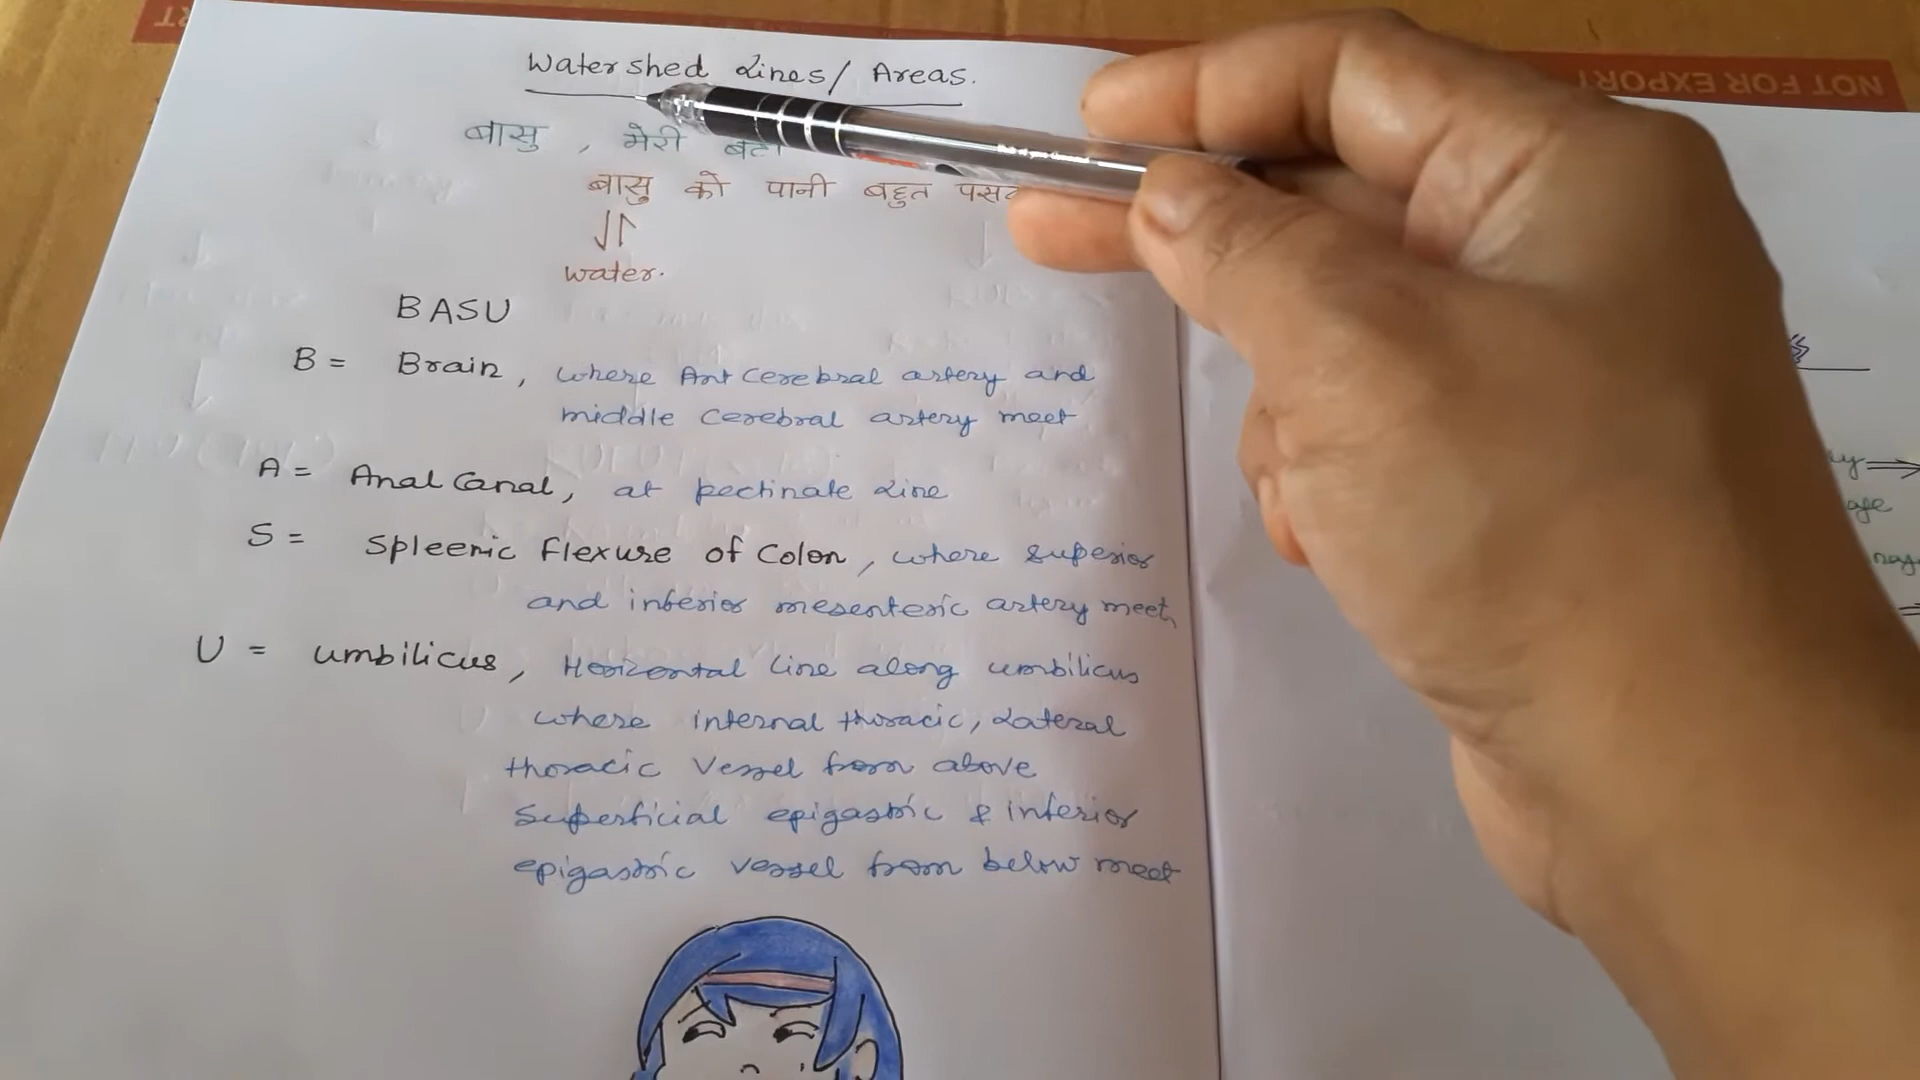 Watershed Lines/ Areas.
बासु , मेरी
बासु को पानी बहुत
water.
BASU
B = Brain, where Ant cerebral artery and
middle cerebral artery meet
A = Anal Canal, at pectinate Line
S = Spleenic Flexure of Colon, where superior
and inferior mesenteric artery meet
U = umbilicus, Horizontal line along umbilicus
where internal thoracic, Lateral
thoracic vessel from above
Superficial epigastric & inferior
epigastric vessel from below meet
NOT FOR EXPORT